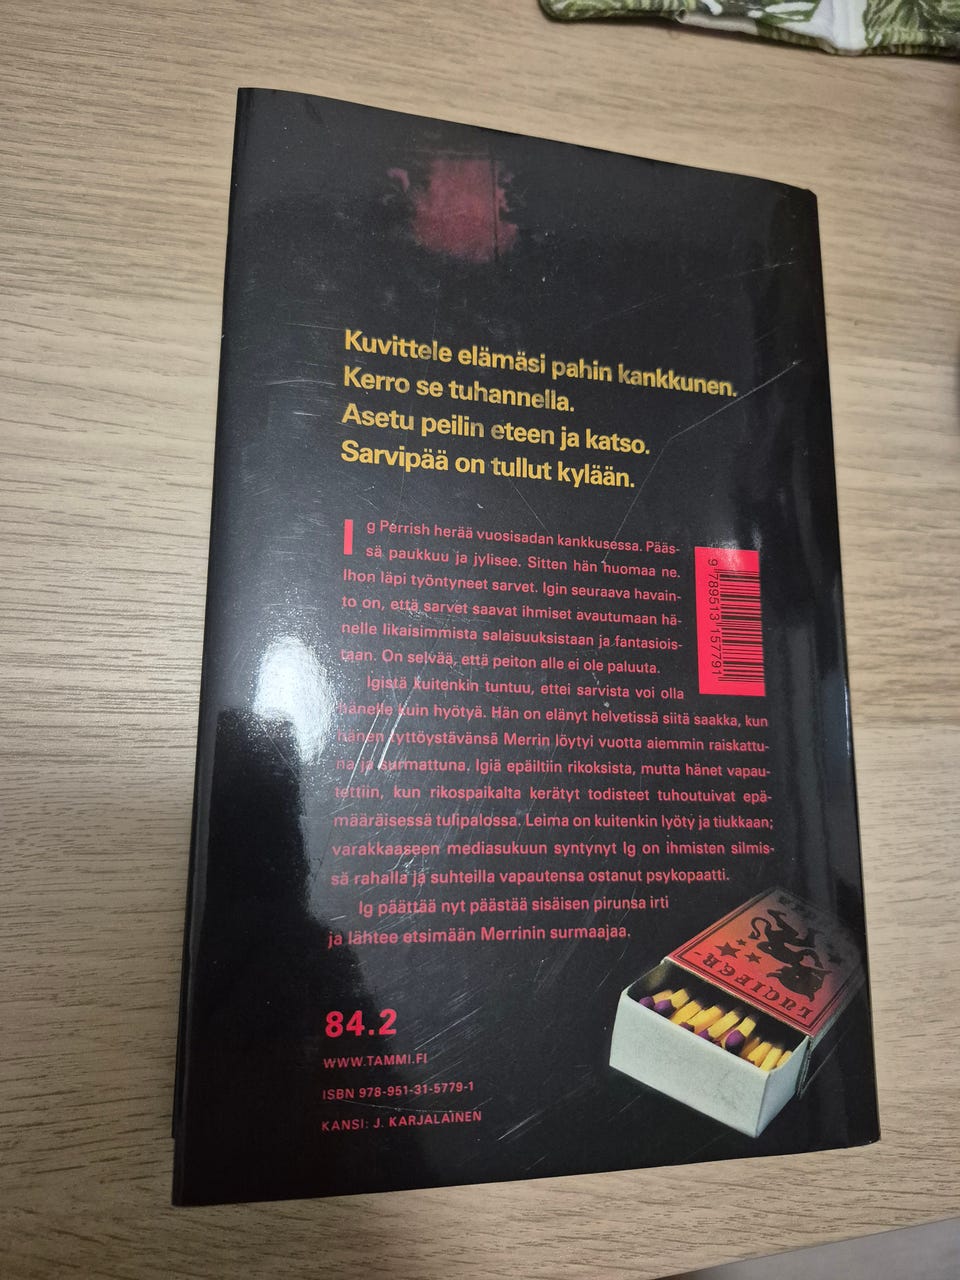 Kuvittele elämäsi pahin kankkunen.
Kerro se tuhannella.
Asetu peilin eteen ja katso.
Sarvipää on tullut kylään.
Ig Perrish herää vuosisadan kankkusessa. Pääs-
sä paukkuu ja jylisee. Sitten hän huomaa ne.
Ihon läpi työntyneet sarvet. Igin seuraava havain-
to on, että sarvet saavat ihmiset avautumaan hä-
nelle likaisimmista salaisuuksistaan ja fantasiois-
taan. On selvää, että peiton alle ei ole paluuta.
Igistä kuitenkin tuntuu, ettei sarvista voi olla
hänelle kuin hyötyä. Hän on elänyt helvetissä siitä saakka, kun
hänen tyttöystävänsä Merrin löytyi vuotta aiemmin raiskattu-
na ja surmattuna. Igiä epäiltiin rikoksista, mutta hänet vapau-
tettiin, kun rikospaikalta kerätyt todisteet tuhoutuivat epä-
määräisessä tulipalossa. Leima on kuitenkin lyöty ja tiukkaan;
varakkaaseen mediasukuun syntynyt Ig on ihmisten silmis-
sä rahalla ja suhteilla vapautensa ostanut psykopaatti.
Ig päättää nyt päästää sisäisen pirunsa irti
ja lähtee etsimään Merrinin surmaajaa.
9 789513 157791
LUCIFER
84.2
WWW.TAMMI.FI
ISBN 978-951-31-5779-1
KANSI: J. KARJALAINEN